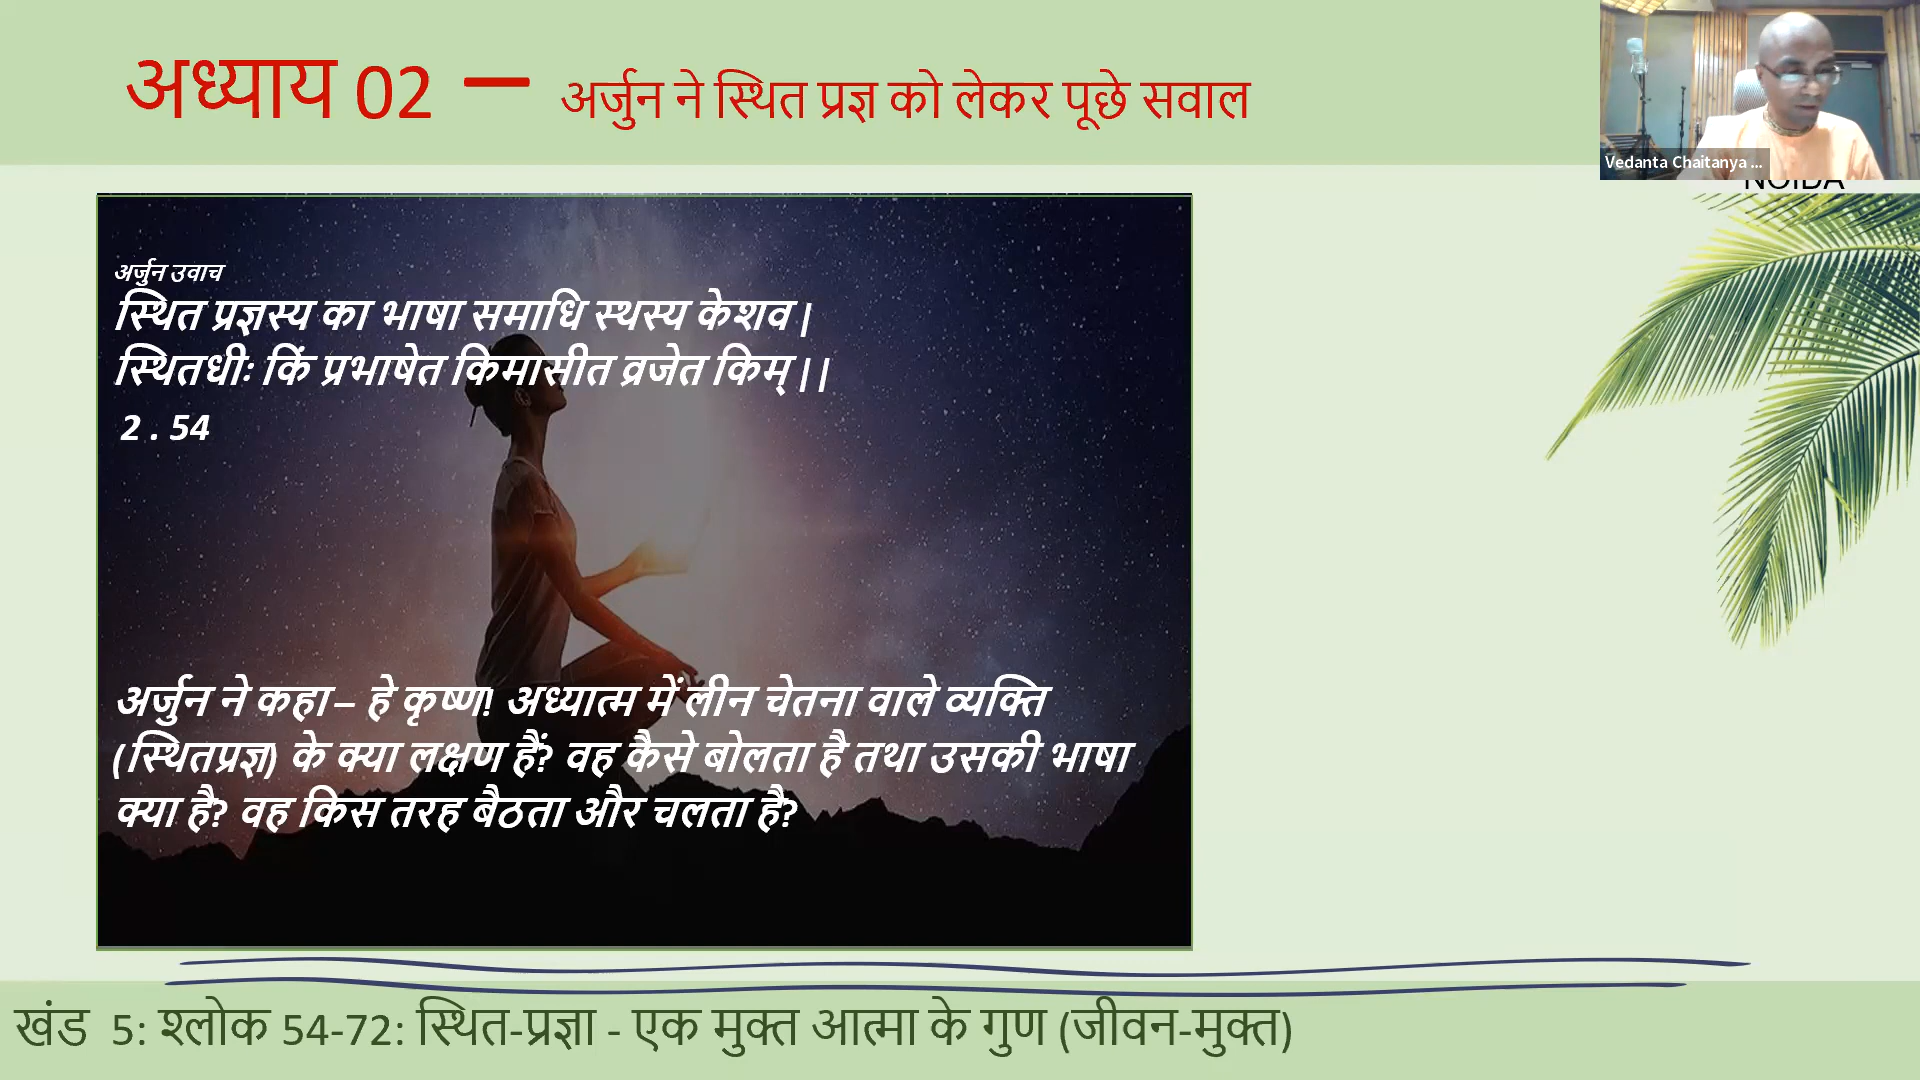 अध्याय 02 – अर्जुन ने स्थित प्रज्ञ को लेकर पूछे सवाल
Vedanta Chaitanya ...
NOIDA
अर्जुन उवाच
स्थित प्रज्ञस्य का भाषा समाधि स्थस्य केशव |
स्थितधीः किं प्रभाषेत किमासीत व्रजेत किम् ||
2 . 54
अर्जुन ने कहा – हे कृष्ण! अध्यात्म में लीन चेतना वाले व्यक्ति
(स्थितप्रज्ञ) के क्या लक्षण हैं? वह कैसे बोलता है तथा उसकी भाषा
क्या है? वह किस तरह बैठता और चलता है?
खंड 5: श्लोक 54-72: स्थित-प्रज्ञा - एक मुक्त आत्मा के गुण (जीवन-मुक्त)